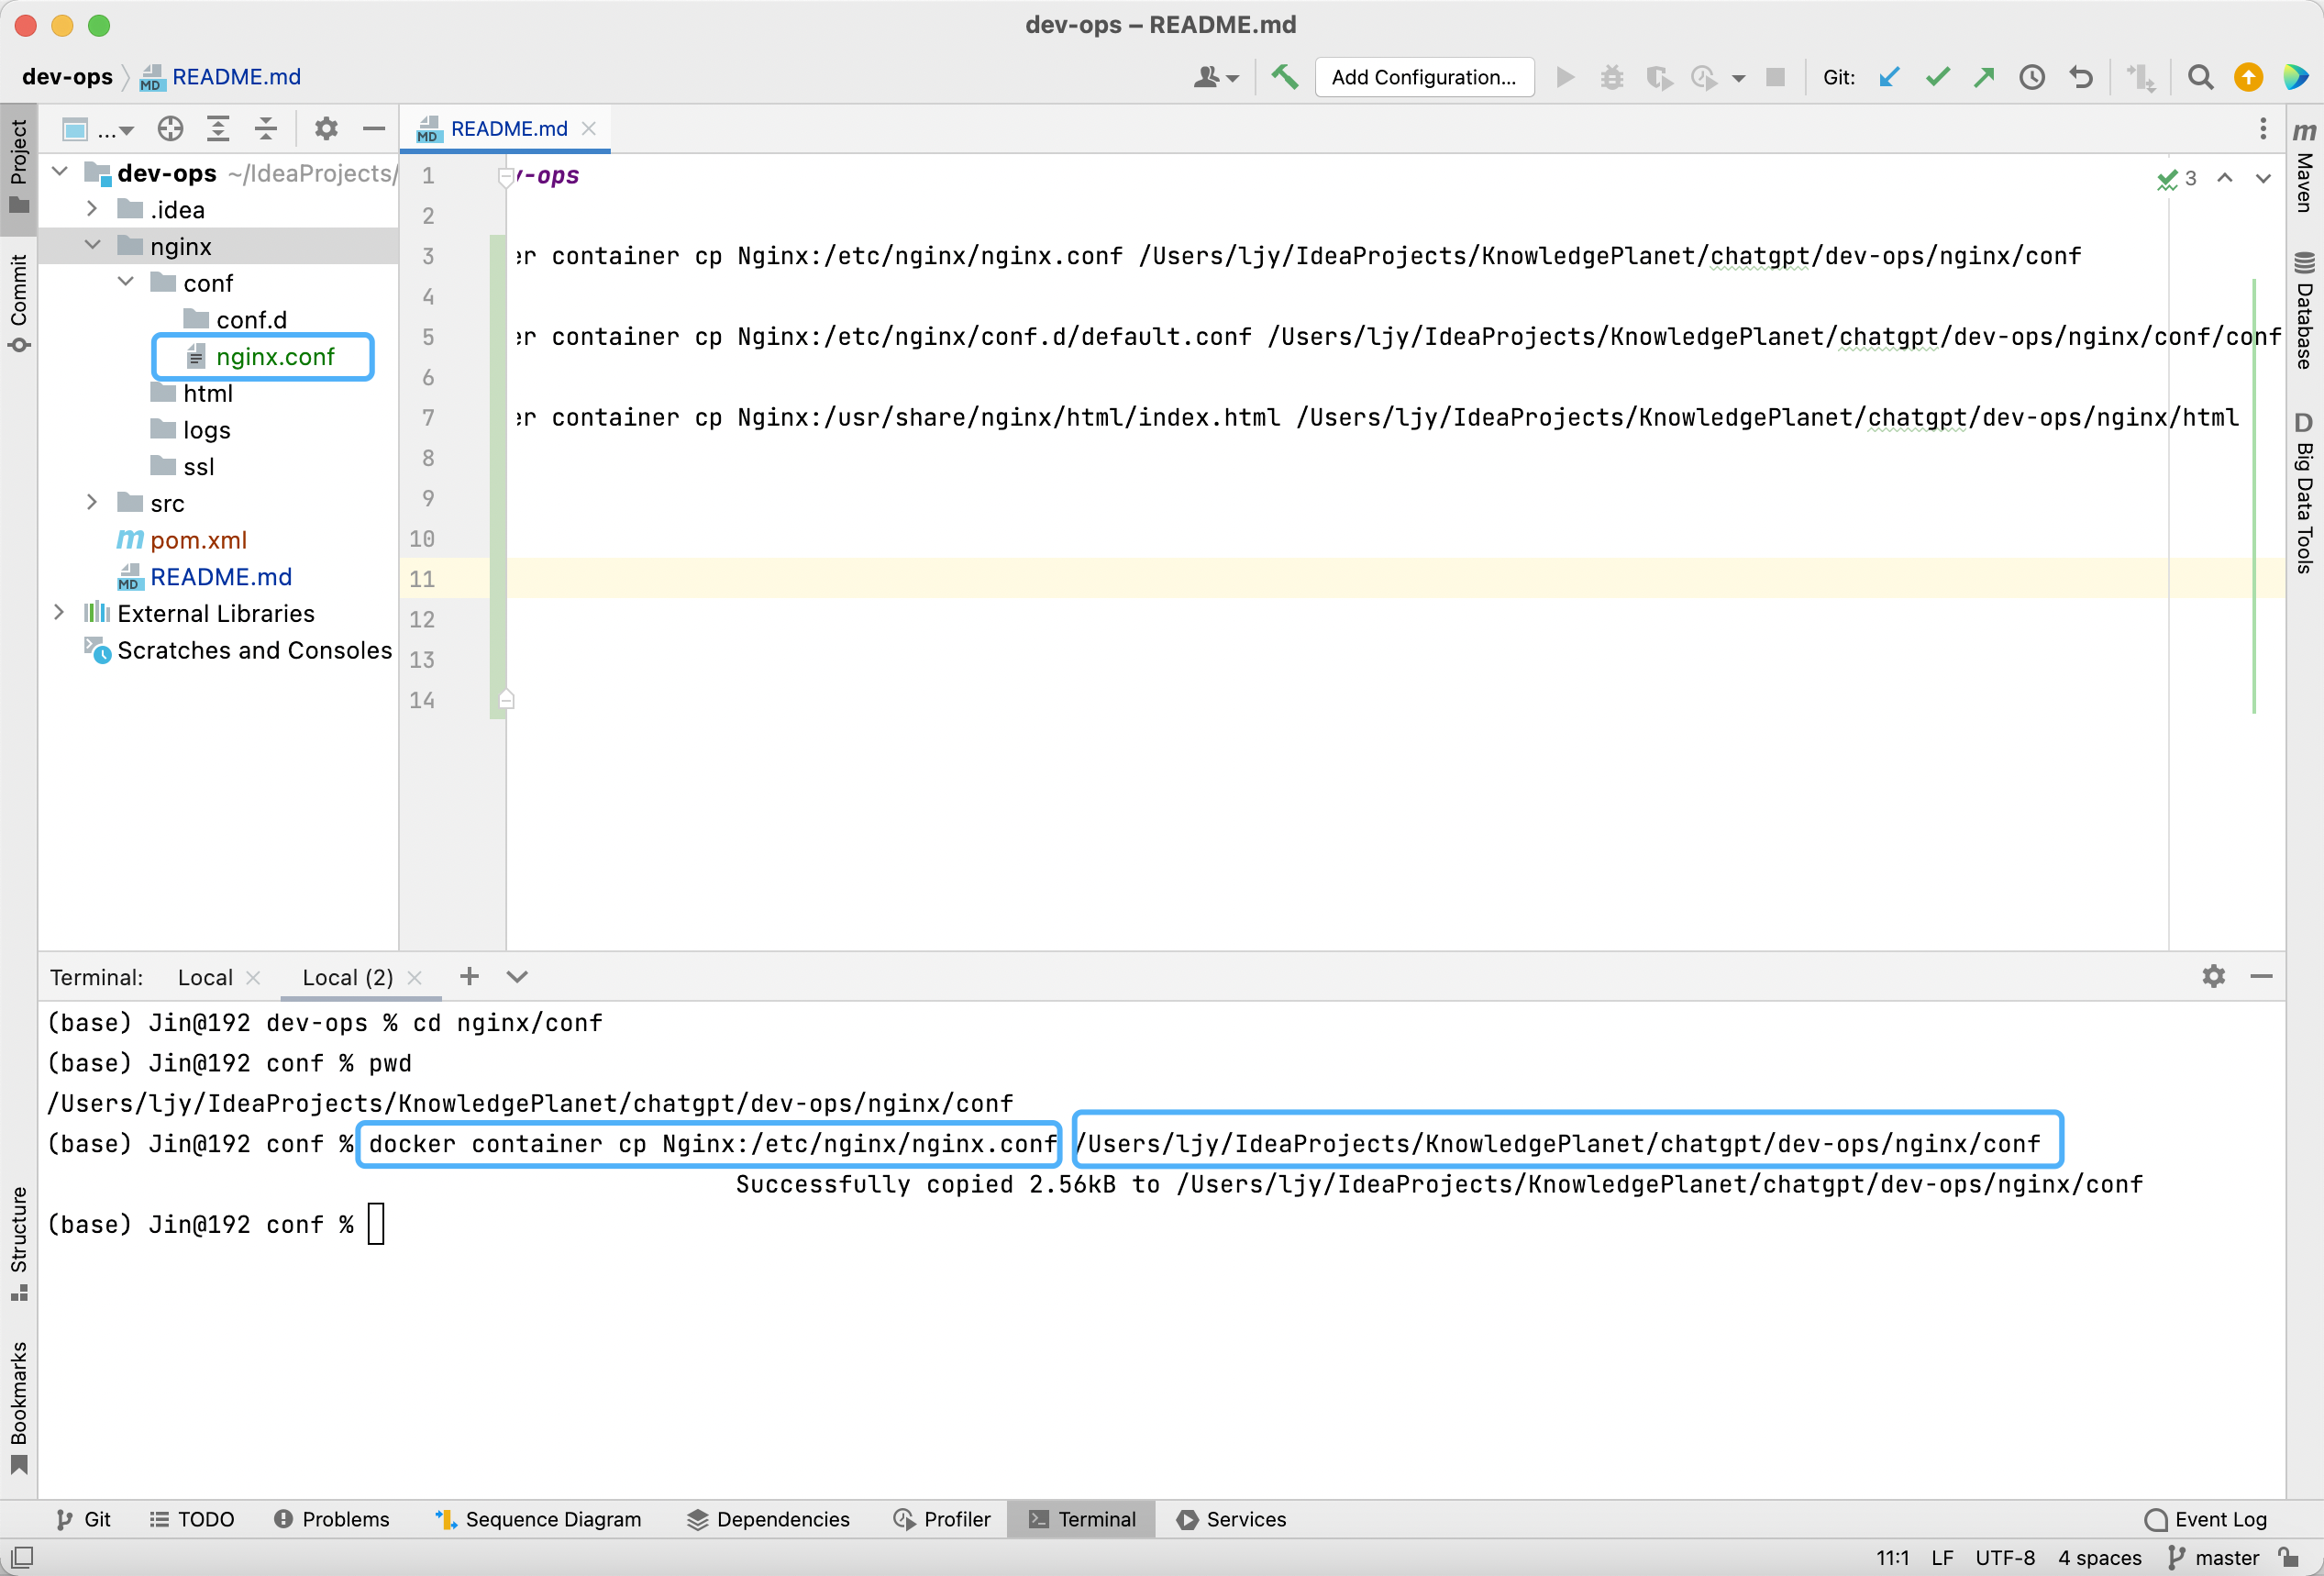 dev-ops – README.md
dev-ops README.md
Add Configuration...
Git:
... README.md
Project
dev-ops ~/IdeaProjects/
.idea
nginx
conf
conf.d
nginx.conf
html
logs
ssl
src
pom.xml
README.md
External Libraries
Scratches and Consoles
Commit
1 -ops
2
3 er container cp Nginx:/etc/nginx/nginx.conf /Users/ljy/IdeaProjects/KnowledgePlanet/chatgpt/dev-ops/nginx/conf
4
5 er container cp Nginx:/etc/nginx/conf.d/default.conf /Users/ljy/IdeaProjects/KnowledgePlanet/chatgpt/dev-ops/nginx/conf/conf
6
7 er container cp Nginx:/usr/share/nginx/html/index.html /Users/ljy/IdeaProjects/KnowledgePlanet/chatgpt/dev-ops/nginx/html
8
9
10
11
12
13
14
3
Maven
Database
Big Data Tools
Terminal: Local Local (2)
(base) Jin@192 dev-ops % cd nginx/conf
(base) Jin@192 conf % pwd
/Users/ljy/IdeaProjects/KnowledgePlanet/chatgpt/dev-ops/nginx/conf
(base) Jin@192 conf % docker container cp Nginx:/etc/nginx/nginx.conf /Users/ljy/IdeaProjects/KnowledgePlanet/chatgpt/dev-ops/nginx/conf
Successfully copied 2.56kB to /Users/ljy/IdeaProjects/KnowledgePlanet/chatgpt/dev-ops/nginx/conf
(base) Jin@192 conf %
Structure
Bookmarks
Git TODO Problems Sequence Diagram Dependencies Profiler Terminal Services Event Log
11:1 LF UTF-8 4 spaces master